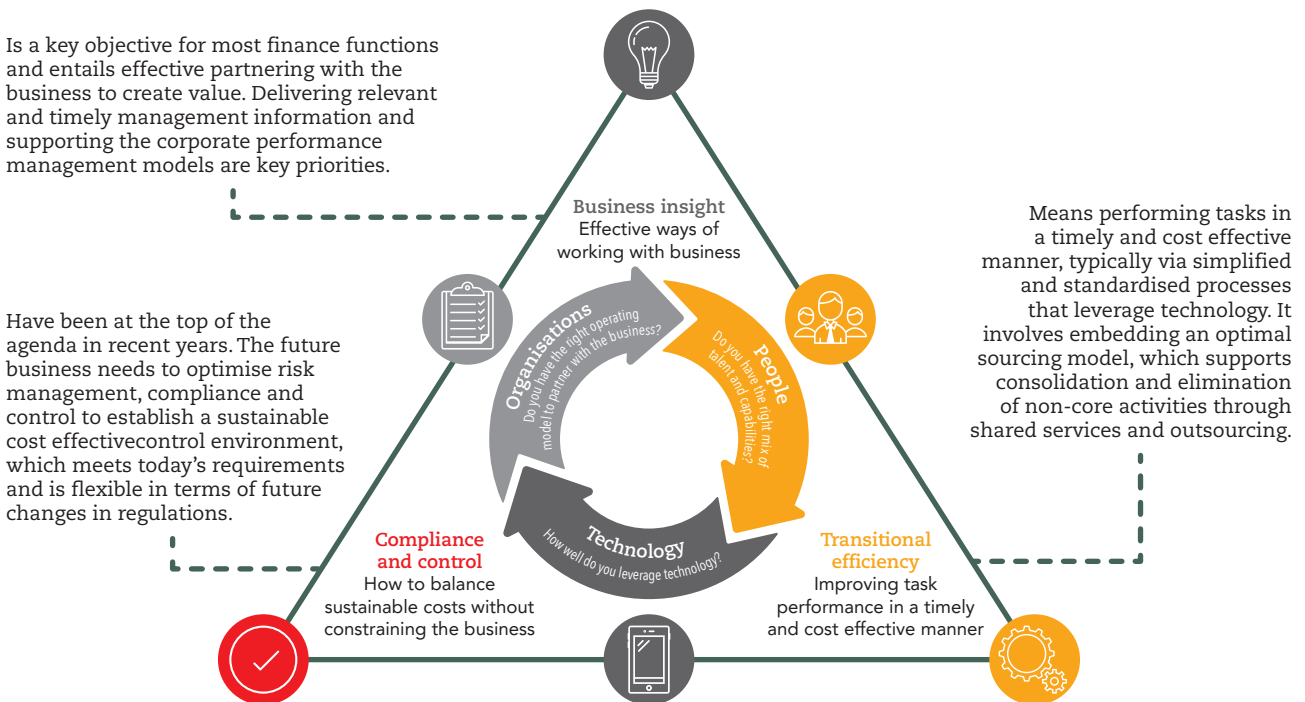 Is a key objective for most finance functions
and entails effective partnering with the
business to create value. Delivering relevant
and timely management information and
supporting the corporate performance
management models are key priorities.
Business insight
Effective ways of
working with business
Means performing tasks in
a timely and cost effective
manner, typically via simplified
and standardised processes
that leverage technology. It
involves embedding an optimal
sourcing model, which supports
consolidation and elimination
of non-core activities through
shared services and outsourcing.
Have been at the top of the
agenda in recent years. The future
business needs to optimise risk
management, compliance and
control to establish a sustainable
cost effectivecontrol environment,
which meets today's requirements
and is flexible in terms of future
changes in regulations.
Organisations
Do you have the right operating
model to partner with the business?
People
Do you have the right mix of
talent and capabilities?
Technology
How well do you leverage technology?
Compliance
and control
How to balance
sustainable costs without
constraining the business
Transitional
efficiency
Improving task
performance in a timely
and cost effective manner